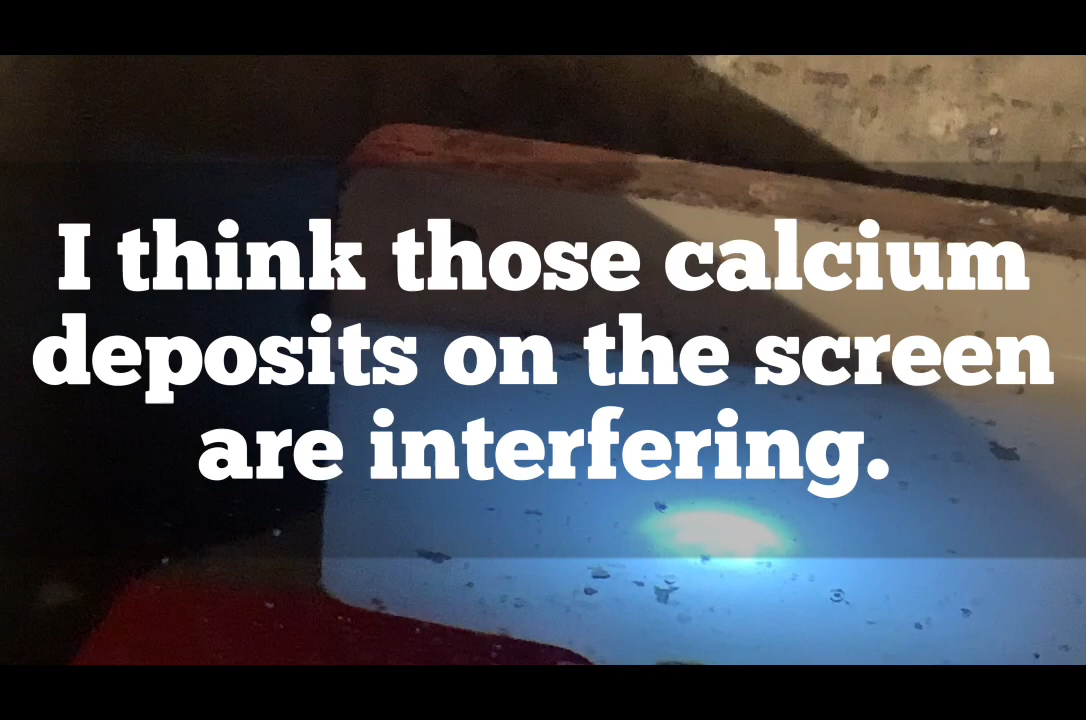 I think those calcium
deposits on the screen
are interfering.